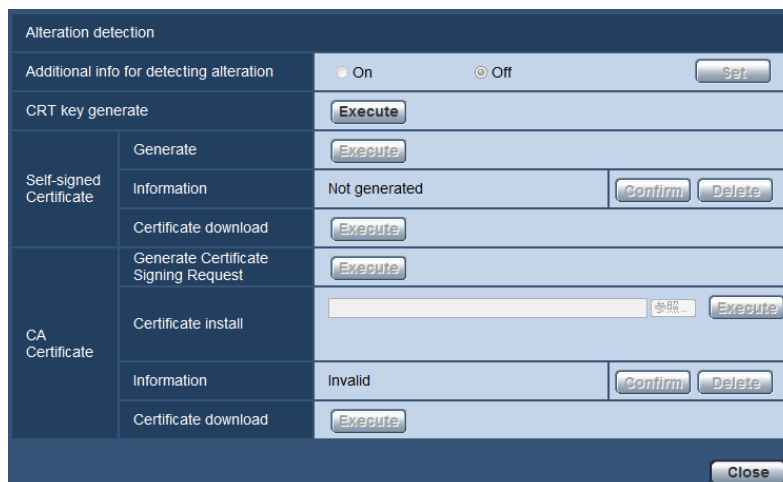 Alteration detection
Additional info for detecting alteration On Off Set
CRT key generate Execute
Self-signed Certificate
Generate Execute
Information Not generated Confirm Delete
Certificate download Execute
CA Certificate
Generate Certificate Signing Request Execute
Certificate install 参照... Execute
Information Invalid Confirm Delete
Certificate download Execute
Close